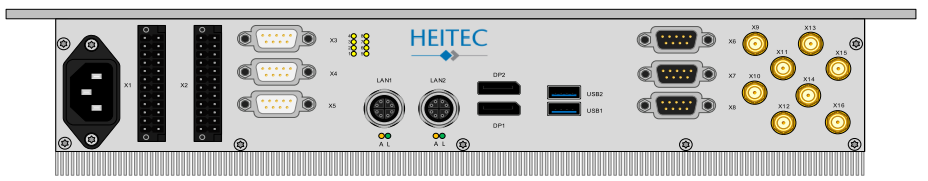 X1
X2
X3
X4
X5
HEITEC
LAN1
LAN2
A L
A L
DP2
DP1
USB2
USB1
X6
X7
X8
X9
X10
X11
X12
X13
X14
X15
X16